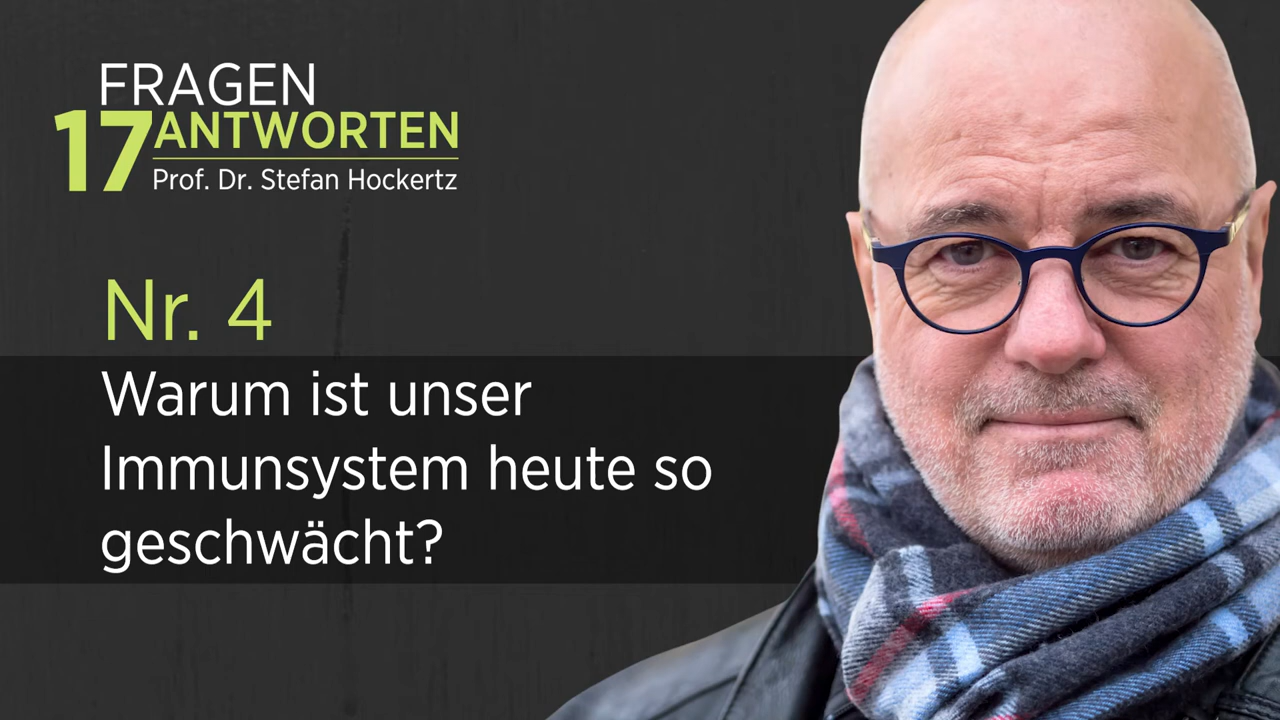 FRAGEN
17 ANTWORTEN
Prof. Dr. Stefan Hockertz
Nr. 4
Warum ist unser
Immunsystem heute so
geschwächt?